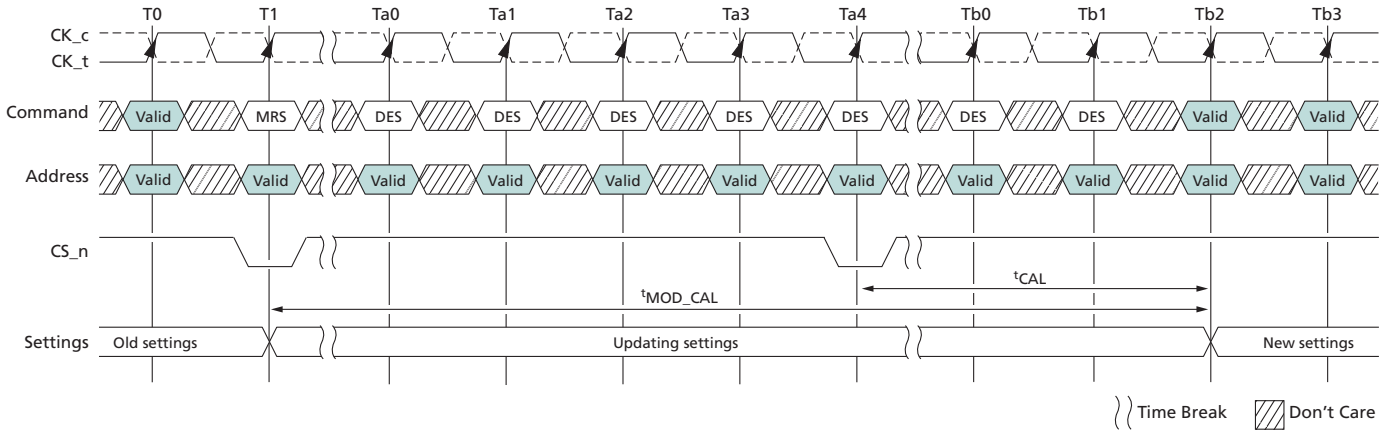 T0 T1 Ta0 Ta1 Ta2 Ta3 Ta4 Tb0 Tb1 Tb2 Tb3
CK_c
CK_t
Command Valid MRS DES DES DES DES DES DES DES Valid Valid
Address Valid Valid Valid Valid Valid Valid Valid Valid Valid Valid Valid
CS_n
tCAL
tMOD_CAL
Settings Old settings Updating settings New settings
Time Break Don't Care